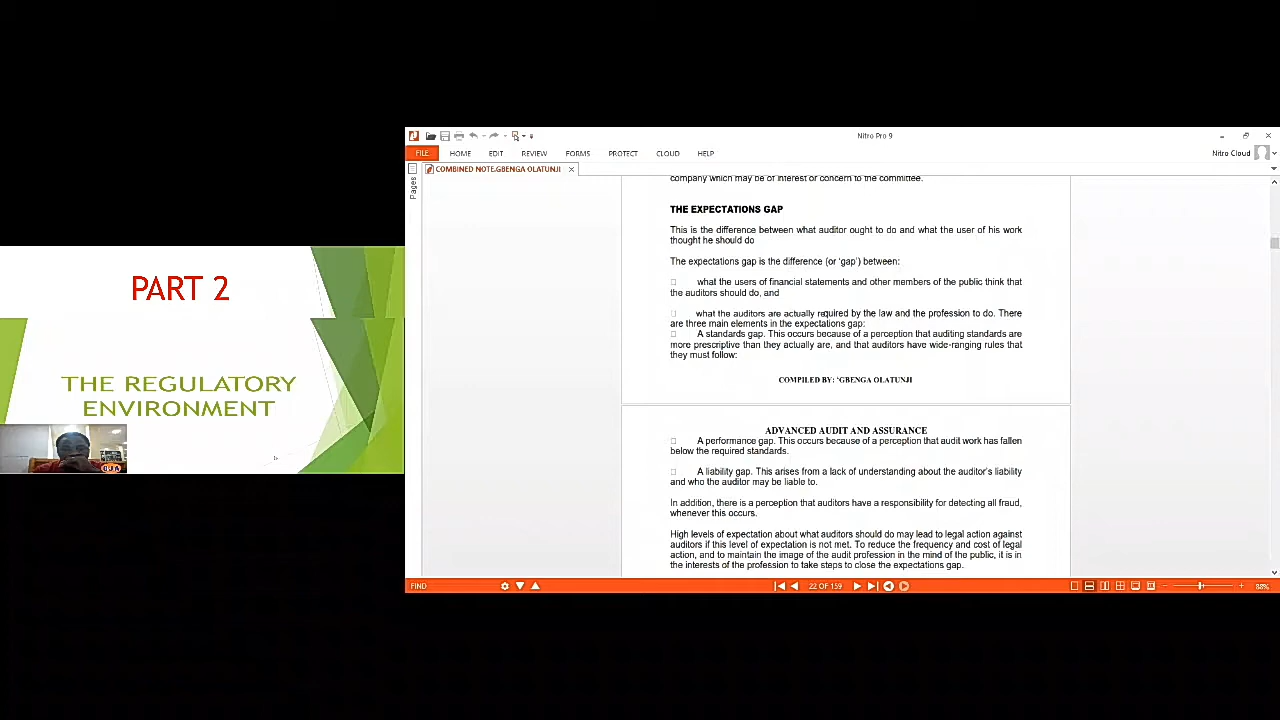 PART 2
THE REGULATORY
ENVIRONMENT
Nitro Pro 9
FILE HOME EDIT REVIEW FORMS PROTECT CLOUD HELP
Nitro Cloud
COMBINED NOTE.GBENGA OLATUNJI
Pages
company which may be of interest or concern to the committee.
THE EXPECTATIONS GAP
This is the difference between what auditor ought to do and what the user of his work
thought he should do
The expectations gap is the difference (or ‘gap’) between:
what the users of financial statements and other members of the public think that
the auditors should do, and
what the auditors are actually required by the law and the profession to do. There
are three main elements in the expectations gap:
A standards gap. This occurs because of a perception that auditing standards are
more prescriptive than they actually are, and that auditors have wide-ranging rules that
they must follow:
COMPILED BY: ‘GBENGA OLATUNJI
ADVANCED AUDIT AND ASSURANCE
A performance gap. This occurs because of a perception that audit work has fallen
below the required standards.
A liability gap. This arises from a lack of understanding about the auditor’s liability
and who the auditor may be liable to.
In addition, there is a perception that auditors have a responsibility for detecting all fraud,
whenever this occurs.
High levels of expectation about what auditors should do may lead to legal action against
auditors if this level of expectation is not met. To reduce the frequency and cost of legal
action, and to maintain the image of the audit profession in the mind of the public, it is in
the interests of the profession to take steps to close the expectations gap.
FIND
22 OF 159